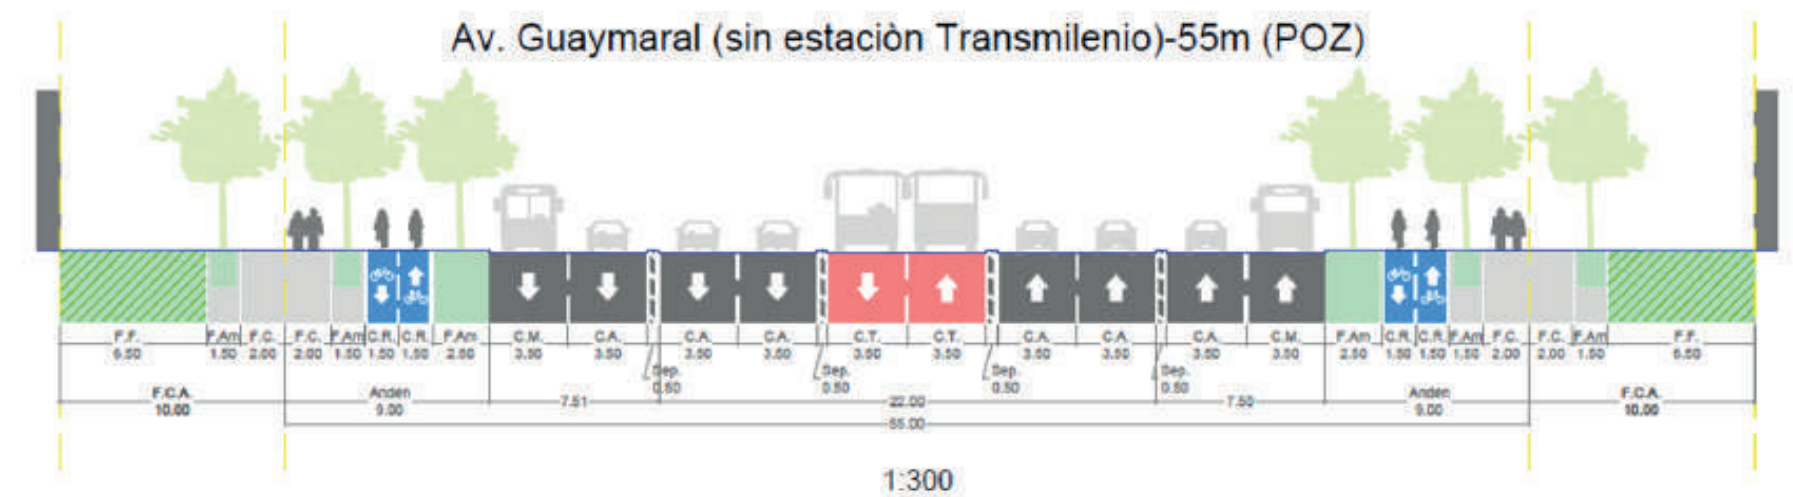 Av. Guaymaral (sin estaciòn Transmilenio)-55m (POZ)
F.F. F.Am F.C. F.C. F.Am C.R. C.R. F.Am C.M. C.A. C.A. C.A. C.T. C.T. C.A. C.A. C.A. C.M. F.Am C.R. C.R. F.Am F.C. F.C. F.Am F.F.
6.50 1.50 2.00 2.00 1.50 1.50 1.50 2.50 3.50 3.50 3.50 3.50 3.50 3.50 3.50 3.50 3.50 3.50 2.50 1.50 1.50 1.50 2.00 2.00 1.50 6.50
Sep. Sep. Sep. Sep.
0.50 0.50 0.50 0.50
F.C.A. Anden 7.51 22.00 7.50 Anden F.C.A.
10.00 9.00 9.00 10.00
55.00
1:300